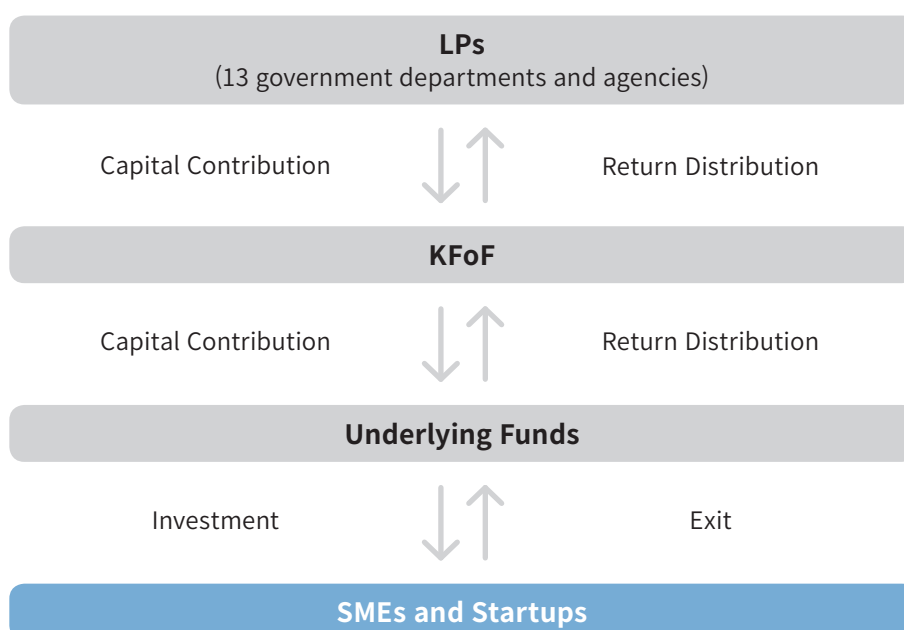 LPs
(13 government departments and agencies)
Capital Contribution
Return Distribution
KFoF
Capital Contribution
Return Distribution
Underlying Funds
Investment
Exit
SMEs and Startups